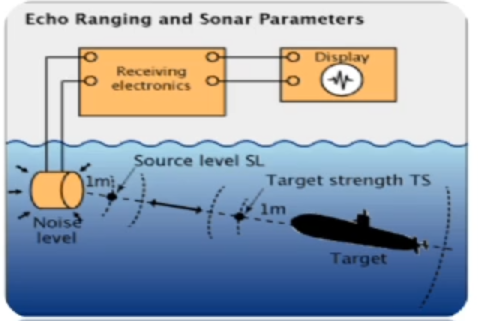 Echo Ranging and Sonar Parameters
Receiving
electronics
Display
Source level SL
1m
Target strength TS
1m
Noise
level
Target